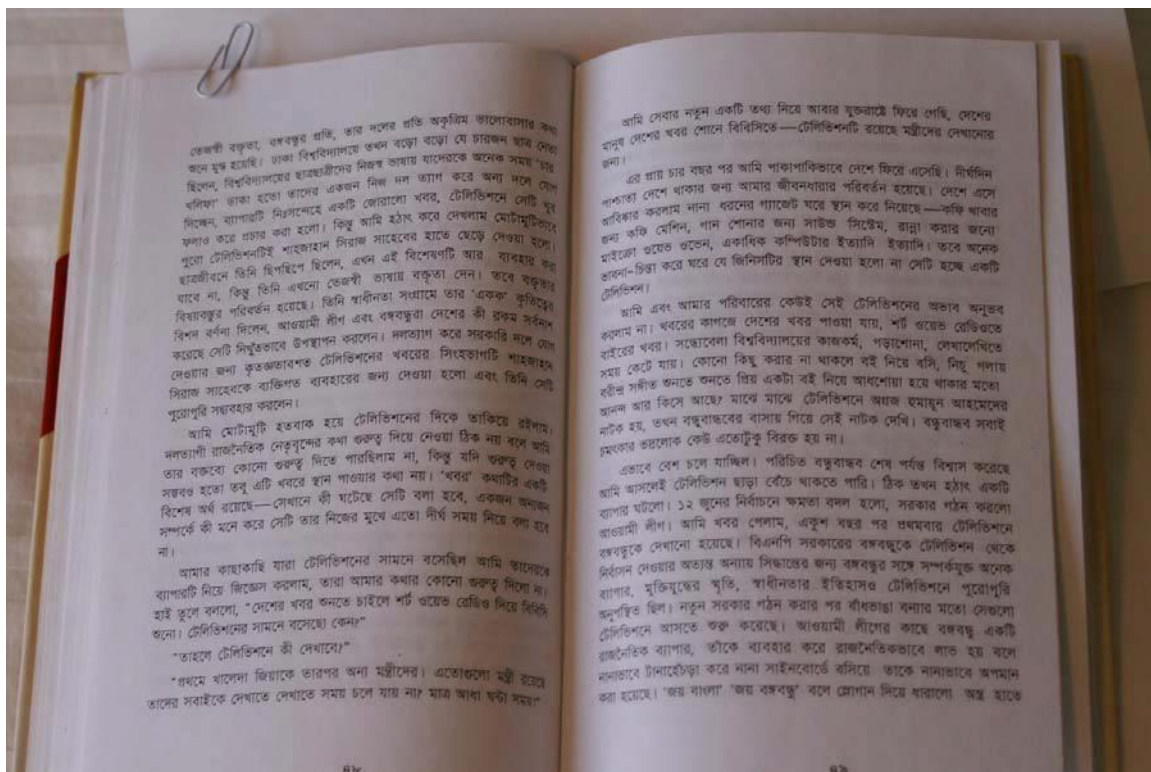 তেজস্বী বক্তৃতা, বঙ্গবন্ধুর প্রতি, তার দলের প্রতি অকৃত্রিম ভালোবাসার কথা
শুনে মুগ্ধ হয়েছি। ঢাকা বিশ্ববিদ্যালয়ে তখন বড়ো বড়ো যে চারজন ছাত্র নেতা
ছিলেন, বিশ্ববিদ্যালয়ের ছাত্রছাত্রীদের নিজস্ব ভাষায় যাদেরকে অনেক সময় ‘চার
খলিফা’ ডাকা হতো তাদের একজন নিজ দল ত্যাগ করে অন্য দলে যোগ
দিচ্ছেন, ব্যাপারটি নিঃসন্দেহে একটি জোরালো খবর, টেলিভিশনে সেটি খুব
ফলাও করে প্রচার করা হলো। কিন্তু আমি হঠাৎ করে দেখলাম মোটামুটিভাবে
পুরো টেলিভিশনটিই শাহজাহান সিরাজ সাহেবের হাতে ছেড়ে দেওয়া হলো।
ছাত্রজীবনে তিনি ছিপছিপে ছিলেন, এখন এই বিশেষণটি আর ব্যবহার করা
যাবে না, কিন্তু তিনি এখনো তেজস্বী ভাষায় বক্তৃতা দেন। তবে বক্তৃতার
বিষয়বস্তুর পরিবর্তন হয়েছে। তিনি স্বাধীনতা সংগ্রামে তার ‘একক’ কৃতিত্বের
বিশদ বর্ণনা দিলেন, আওয়ামী লীগ এবং বঙ্গবন্ধুরা দেশের কী রকম সর্বনাশ
করেছে সেটি নিখুঁতভাবে উপস্থাপন করলেন। দলত্যাগ করে সরকারি দলে যোগ
দেওয়ার জন্য কৃতজ্ঞতাবশত টেলিভিশনের খবরের সিংহভাগটি শাহজাহান
সিরাজ সাহেবকে ব্যক্তিগত ব্যবহারের জন্য দেওয়া হলো এবং তিনি সেটি
পুরোপুরি সদ্ব্যবহার করলেন।
আমি মোটামুটি হতবাক হয়ে টেলিভিশনের দিকে তাকিয়ে রইলাম।
দলত্যাগী রাজনৈতিক নেতৃবৃন্দের কথা গুরুত্ব দিয়ে নেওয়া ঠিক নয় বলে আমি
তার বক্তব্যে কোনো গুরুত্ব দিতে পারছিলাম না, কিন্তু যদি গুরুত্ব দেওয়া
সম্ভবও হতো তবু এটি খবরে স্থান পাওয়ার কথা নয়। ‘খবর’ কথাটির একটি
বিশেষ অর্থ রয়েছে—সেখানে কী ঘটেছে সেটি বলা হবে, একজন অন্যজন
সম্পর্কে কী মনে করে সেটি তার নিজের মুখে এতো দীর্ঘ সময় নিয়ে বলা হবে
না।
আমার কাছাকাছি যারা টেলিভিশনের সামনে বসেছিল আমি তাদেরকে
ব্যাপারটি নিয়ে জিজ্ঞেস করলাম, তারা আমার কথার কোনো গুরুত্ব দিলো না।
হাই তুলে বললো, “দেশের খবর শুনতে চাইলে শর্ট ওয়েভ রেডিও দিয়ে বিবিসি
শুনো। টেলিভিশনের সামনে বসেছো কেন?”
“তাহলে টেলিভিশনে কী দেখাবে?”
“প্রথমে খালেদা জিয়াকে তারপর অন্য মন্ত্রীদের। এতোগুলো মন্ত্রী রয়েছে
তাদের সবাইকে দেখাতে দেখাতে সময় চলে যায় না? মাত্র আধা ঘন্টা সময়!”
৪৮
আমি সেবার নতুন একটি তথ্য নিয়ে আবার যুক্তরাষ্ট্রে ফিরে গেছি, দেশের
মানুষ দেশের খবর শোনে বিবিসিতে—টেলিভিশনটি রয়েছে মন্ত্রীদের দেখানোর
জন্য।
এর প্রায় চার বছর পর আমি পাকাপাকিভাবে দেশে ফিরে এসেছি। দীর্ঘদিন
পাশ্চাত্য দেশে থাকার জন্য আমার জীবনধারার পরিবর্তন হয়েছে। দেশে এসে
আবিষ্কার করলাম নানা ধরনের গ্যাজেট ঘরে স্থান করে নিয়েছে—কফি খাবার
জন্য কফি মেশিন, গান শোনার জন্য সাউন্ড সিস্টেম, রান্না করার জন্যে
মাইক্রো ওয়েভ ওভেন, একাধিক কম্পিউটার ইত্যাদি ইত্যাদি। তবে অনেক
ভাবনা-চিন্তা করে ঘরে যে জিনিসটির স্থান দেওয়া হলো না সেটি হচ্ছে একটি
টেলিভিশন।
আমি এবং আমার পরিবারের কেউই সেই টেলিভিশনের অভাব অনুভব
করলাম না। খবরের কাগজে দেশের খবর পাওয়া যায়, শর্ট ওয়েভ রেডিওতে
বাইরের খবর। সন্ধ্যেবেলা বিশ্ববিদ্যালয়ের কাজকর্ম, পড়াশোনা, লেখালেখিতে
সময় কেটে যায়। কোনো কিছু করার না থাকলে বই নিয়ে বসি, নিচু গলায়
রবীন্দ্র সঙ্গীত শুনতে শুনতে প্রিয় একটা বই নিয়ে আধশোয়া হয়ে থাকার মতো
আনন্দ আর কিসে আছে? মাঝে মাঝে টেলিভিশনে অগ্রজ হুমায়ূন আহমেদের
নাটক হয়, তখন বন্ধুবান্ধবের বাসায় গিয়ে সেই নাটক দেখি। বন্ধুবান্ধব সবাই
চমৎকার ভদ্রলোক কেউ এতোটুকু বিরক্ত হয় না।
এভাবে বেশ চলে যাচ্ছিল। পরিচিত বন্ধুবান্ধব শেষ পর্যন্ত বিশ্বাস করেছে
আমি আসলেই টেলিভিশন ছাড়া বেঁচে থাকতে পারি। ঠিক তখন হঠাৎ একটি
ব্যাপার ঘটলো। ১২ জুনের নির্বাচনে ক্ষমতা বদল হলো, সরকার গঠন করলো
আওয়ামী লীগ। আমি খবর পেলাম, একুশ বছর পর প্রথমবার টেলিভিশনে
বঙ্গবন্ধুকে দেখানো হয়েছে। বিএনপি সরকারের বঙ্গবন্ধুকে টেলিভিশন থেকে
নির্বাসন দেওয়ার অত্যন্ত অন্যায় সিদ্ধান্তের জন্য বঙ্গবন্ধুর সঙ্গে সম্পর্কযুক্ত অনেক
ব্যাপার, মুক্তিযুদ্ধের স্মৃতি, স্বাধীনতার ইতিহাসও টেলিভিশনে পুরোপুরি
অনুপস্থিত ছিল। নতুন সরকার গঠন করার পর বাঁধভাঙা বন্যার মতো সেগুলো
টেলিভিশনে আসতে শুরু করেছে। আওয়ামী লীগের কাছে বঙ্গবন্ধু একটি
রাজনৈতিক ব্যাপার, তাঁকে ব্যবহার করে রাজনৈতিকভাবে লাভ হয় বলে
নানাভাবে টানাহেঁচড়া করে নানা সাইনবোর্ডে বসিয়ে তাকে নানাভাবে অপমান
করা হয়েছে। ‘জয় বাংলা’ ‘জয় বঙ্গবন্ধু’ বলে স্লোগান দিয়ে ধারালো অস্ত্র হাতে
৪৯